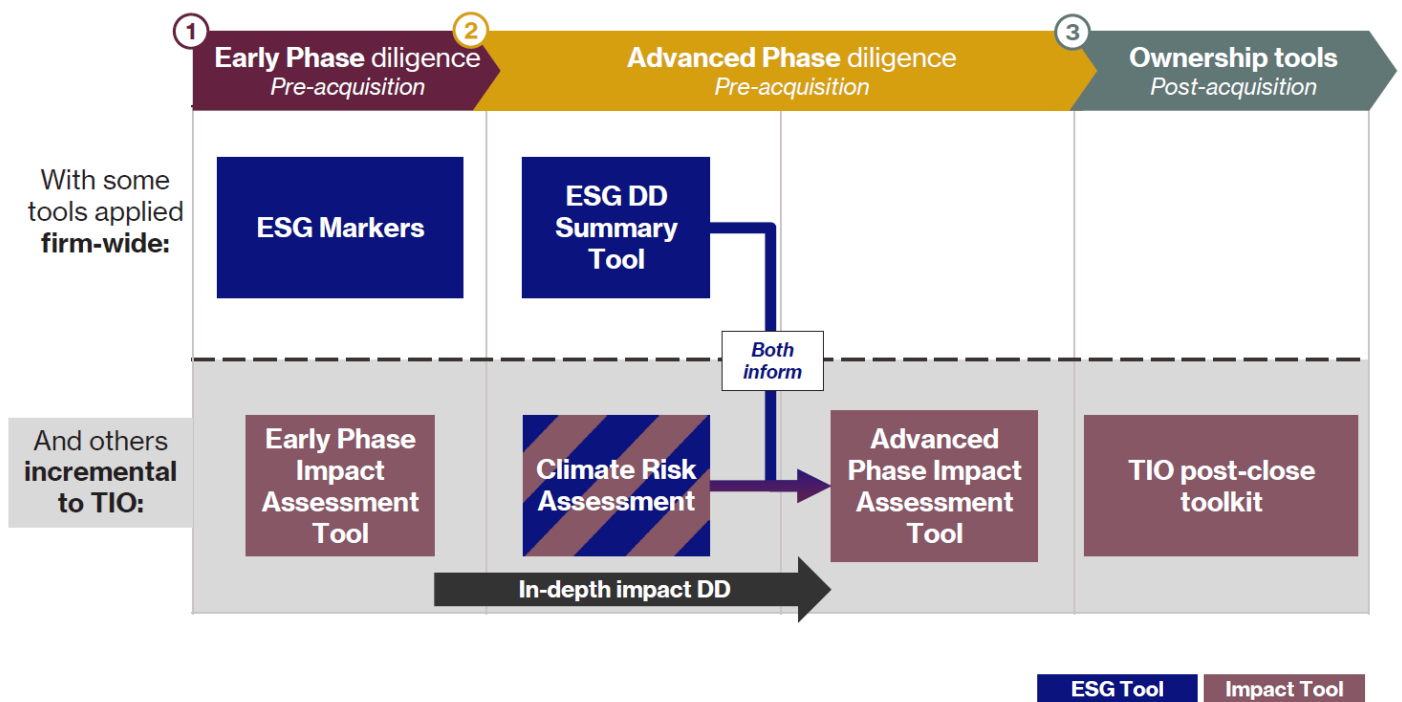 1
Early Phase diligence
Pre-acquisition
2
Advanced Phase diligence
Pre-acquisition
3
Ownership tools
Post-acquisition
With some
tools applied
firm-wide:
ESG Markers
ESG DD
Summary
Tool
Both
inform
And others
incremental
to TIO:
Early Phase
Impact
Assessment
Tool
Climate Risk
Assessment
Advanced
Phase Impact
Assessment
Tool
TIO post-close
toolkit
In-depth impact DD
ESG Tool
Impact Tool